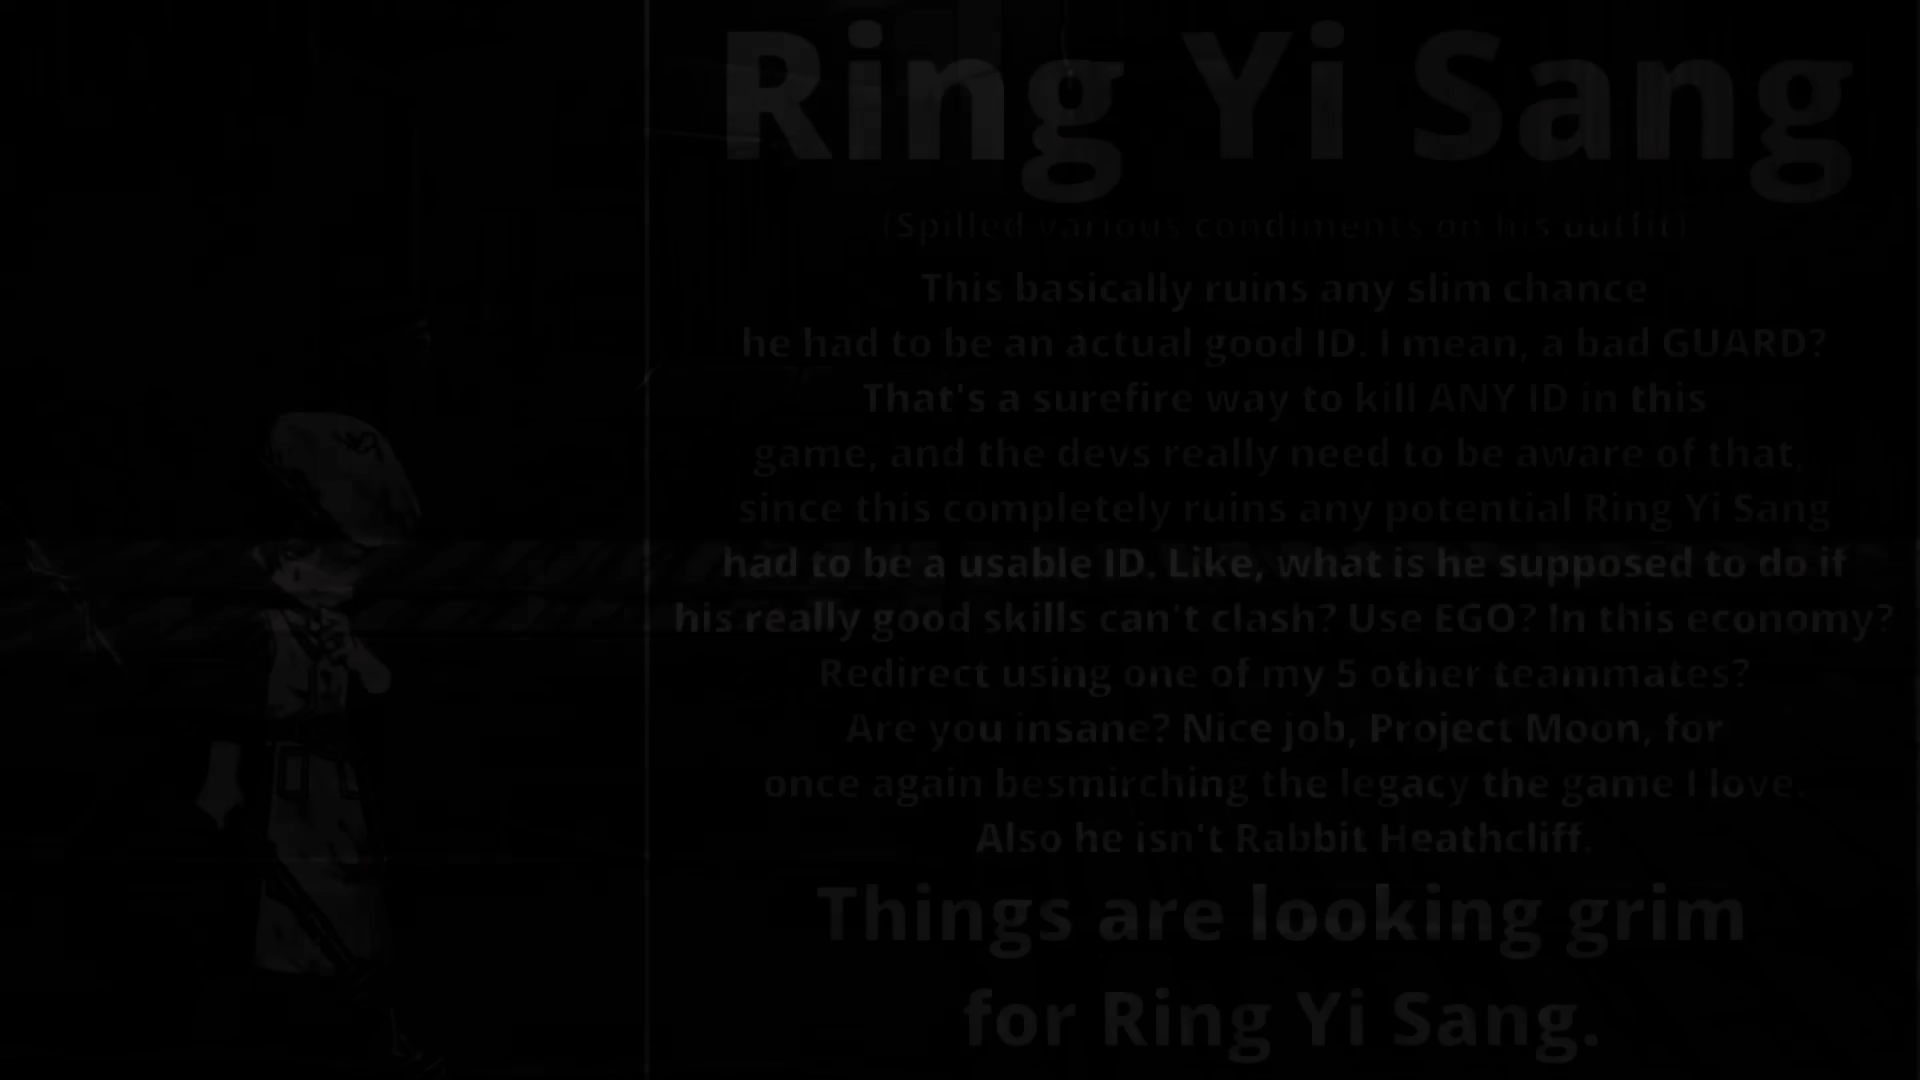 Ring Yi Sang
(Spilled various condiments on his outfit)
This basically ruins any slim chance
he had to be an actual good ID. I mean, a bad GUARD?
That's a surefire way to kill ANY ID in this
game, and the devs really need to be aware of that,
since this completely ruins any potential Ring Yi Sang
had to be a usable ID. Like, what is he supposed to do if
his really good skills can't clash? Use EGO? In this economy?
Redirect using one of my 5 other teammates?
Are you insane? Nice job, Project Moon, for
once again besmirching the legacy the game I love.
Also he isn't Rabbit Heathcliff.
Things are looking grim
for Ring Yi Sang.